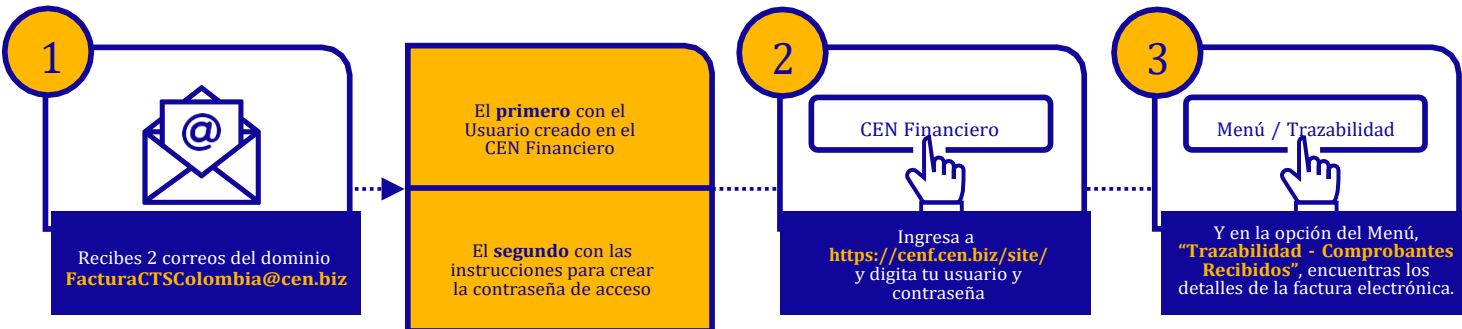 1
@
Recibes 2 correos del dominio
FacturaCTSColombia@cen.biz
El primero con el
Usuario creado en el
CEN Financiero
El segundo con las
instrucciones para crear
la contraseña de acceso
2
CEN Financiero
Ingresa a
https://cenf.cen.biz/site/
y digita tu usuario y
contraseña
3
Menú / Trazabilidad
Y en la opción del Menú,
“Trazabilidad - Comprobantes
Recibidos”, encuentras los
detalles de la factura electrónica.